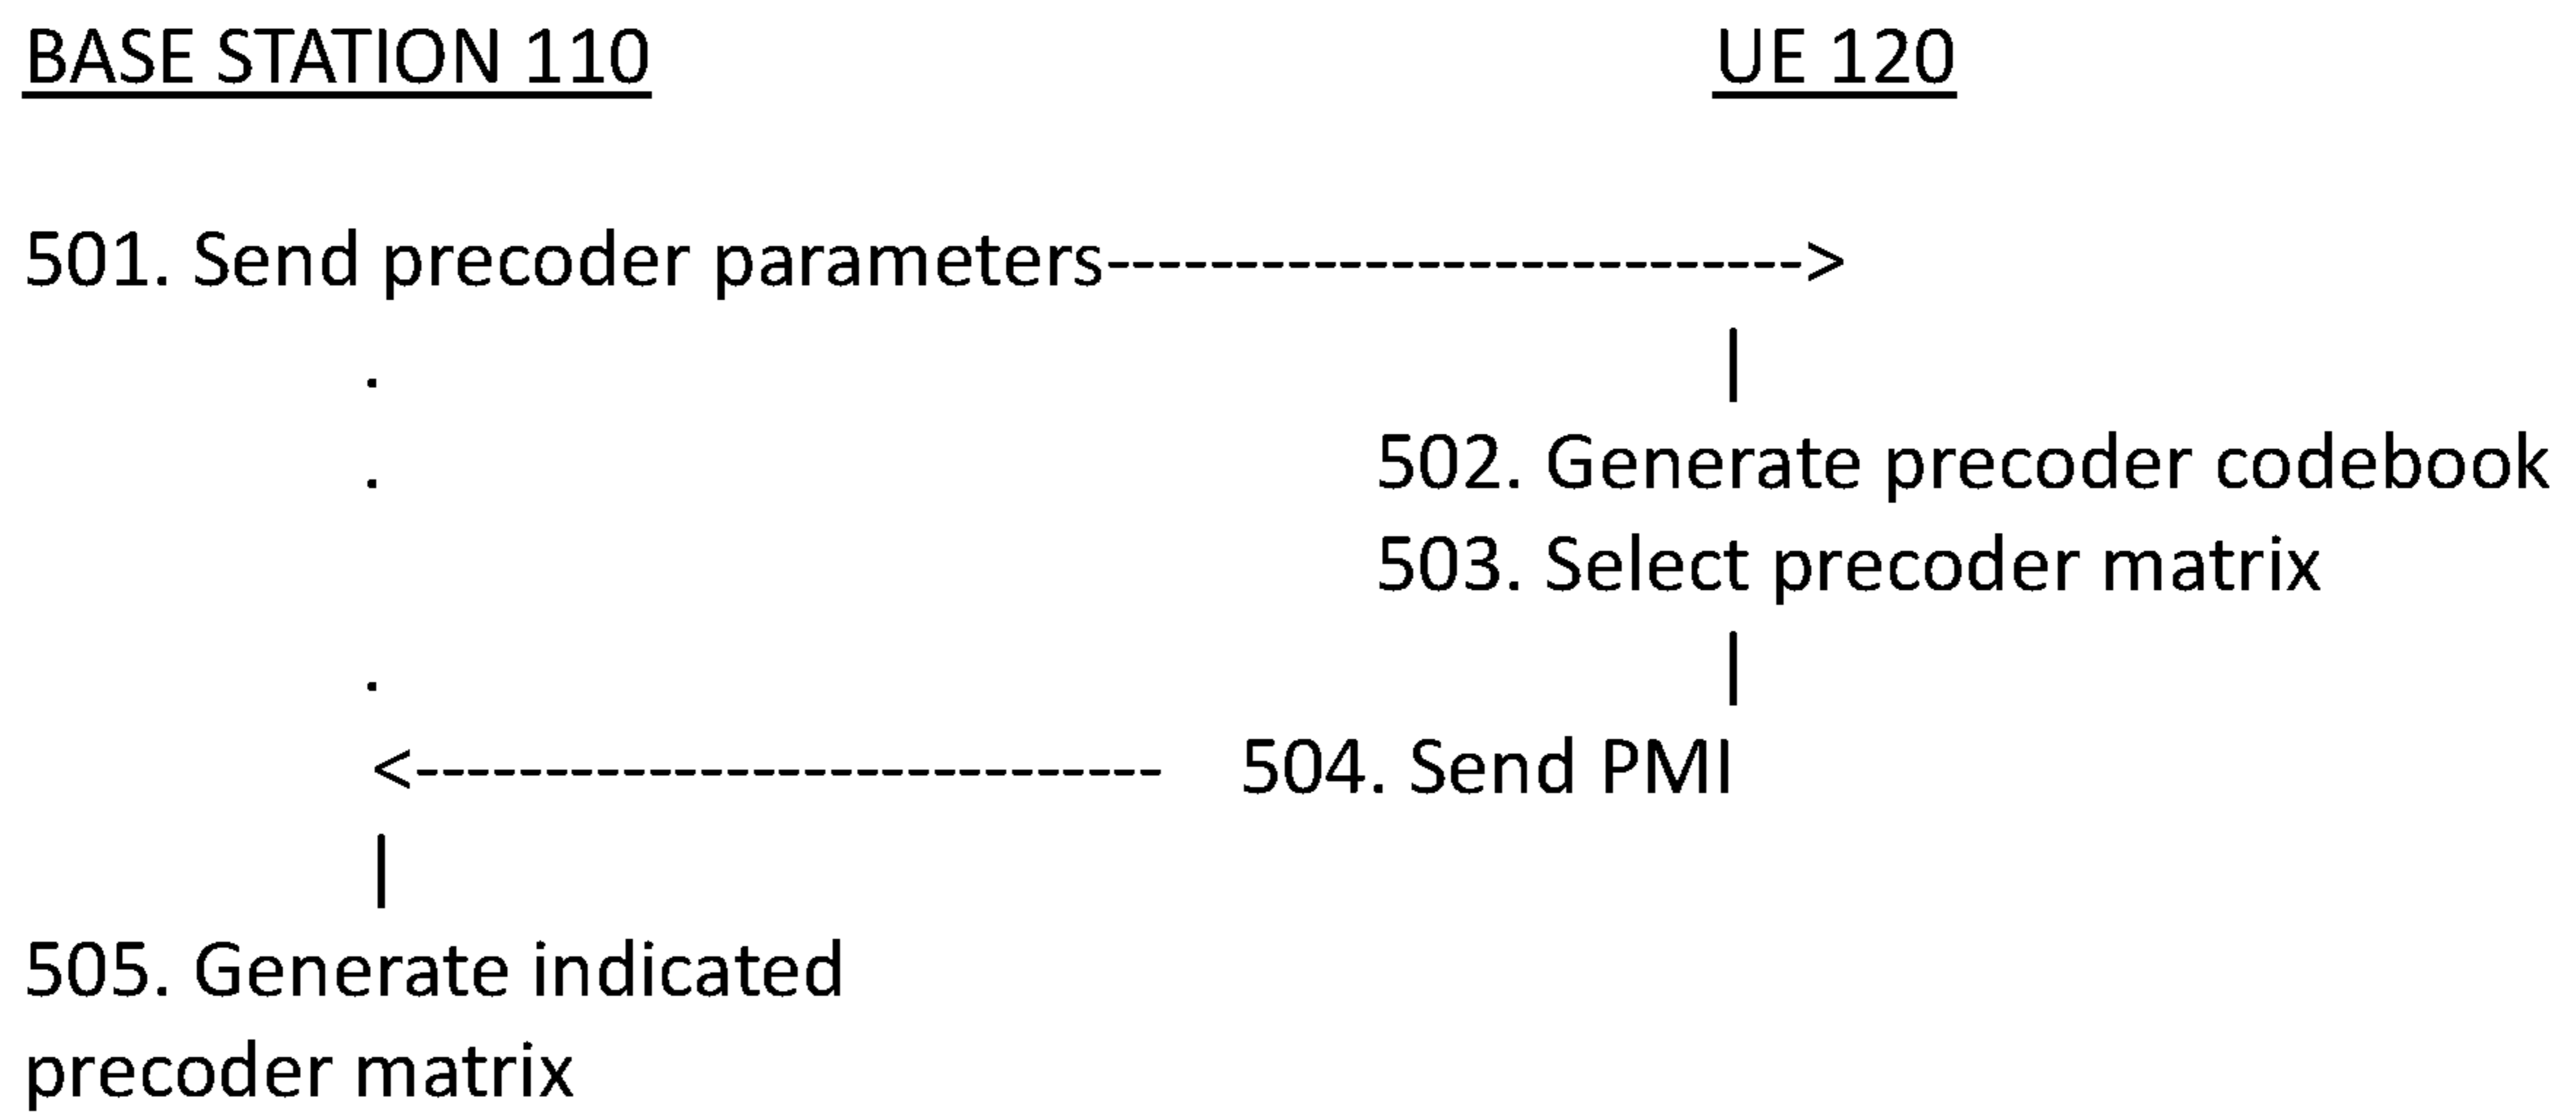 BASE STATION 110 UE 120
501. Send precoder parameters--------------------------->
. |
. 502. Generate precoder codebook
503. Select precoder matrix
. |
<----------------------------- 504. Send PMI
|
505. Generate indicated
precoder matrix